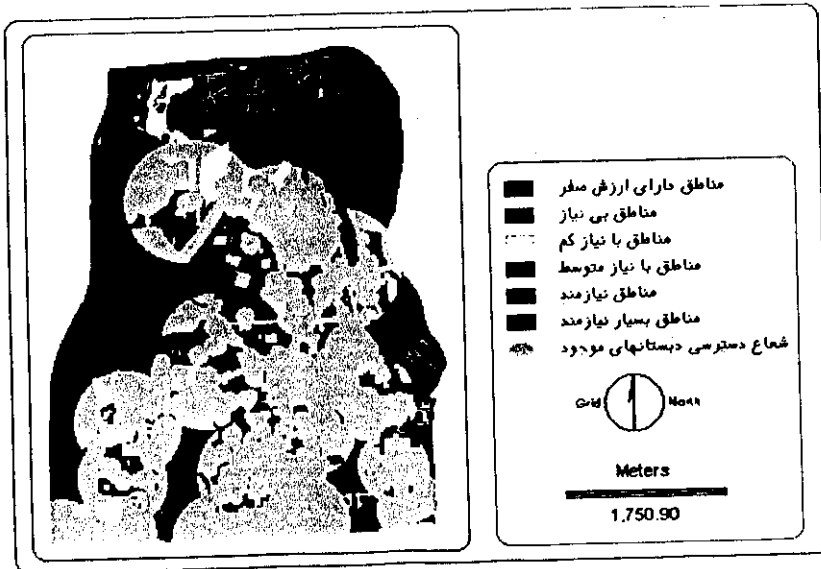 مناطق دارای ارزش صفر
مناطق بی نیاز
مناطق با نیاز کم
مناطق با نیاز متوسط
مناطق نیازمند
مناطق بسیار نیازمند
شعاع دسترسی دبستانهای موجود
Grid North
Meters
1,750.90